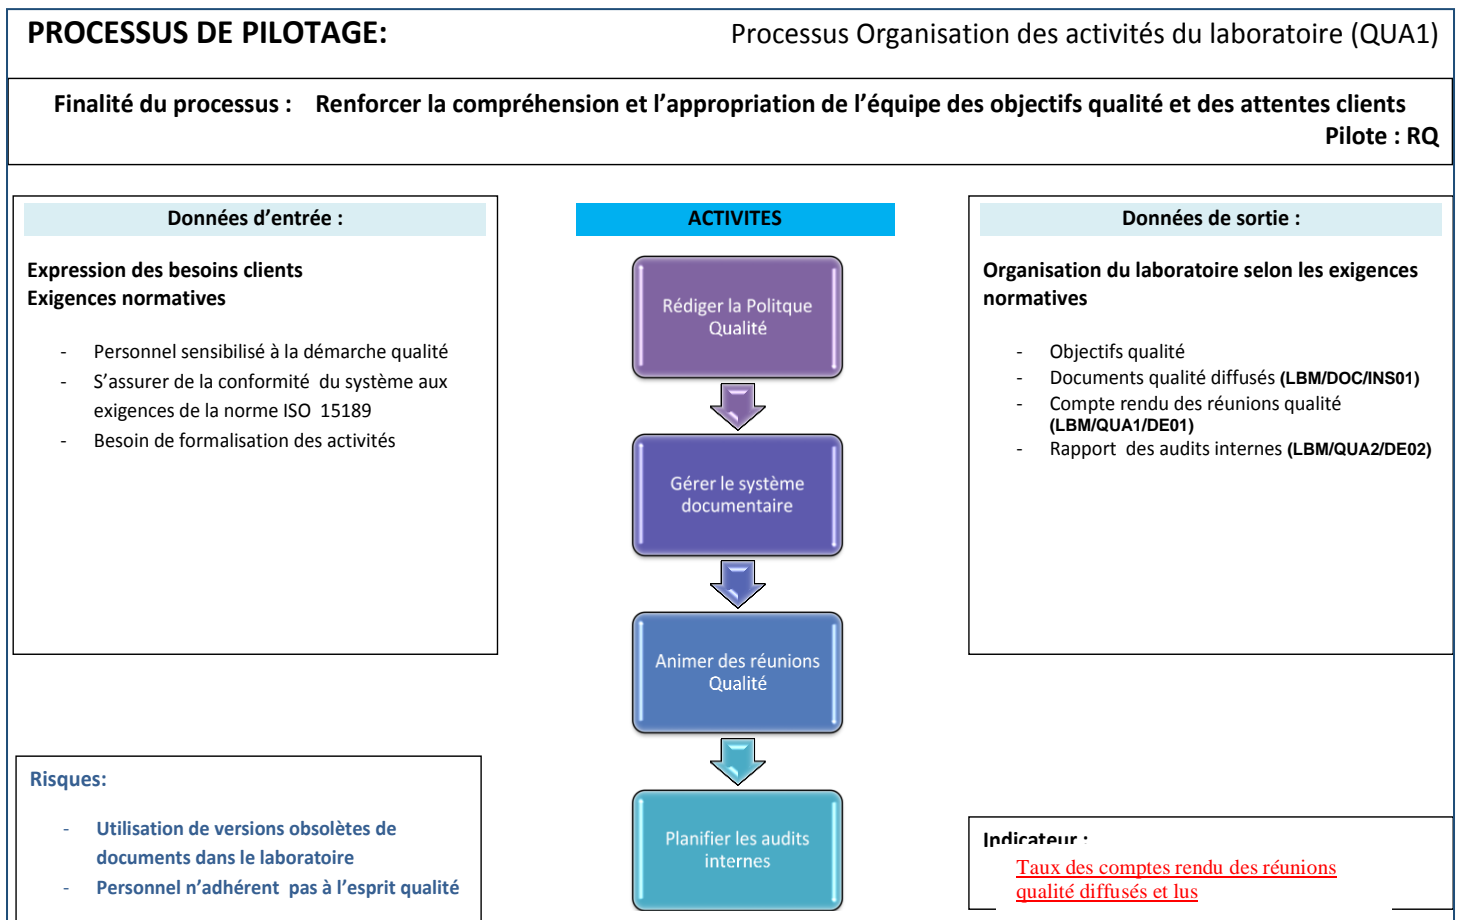 PROCESSUS DE PILOTAGE:
Processus Organisation des activités du laboratoire (QUA1)
Finalité du processus : Renforcer la compréhension et l’appropriation de l’équipe des objectifs qualité et des attentes clients
Pilote : RQ
Données d’entrée :
Expression des besoins clients
Exigences normatives
- Personnel sensibilisé à la démarche qualité
- S’assurer de la conformité du système aux
exigences de la norme ISO 15189
- Besoin de formalisation des activités
ACTIVITES
Rédiger la Politque
Qualité
Gérer le système
documentaire
Animer des réunions
Qualité
Planifier les audits
internes
Données de sortie :
Organisation du laboratoire selon les exigences
normatives
- Objectifs qualité
- Documents qualité diffusés (LBM/DOC/INS01)
- Compte rendu des réunions qualité
(LBM/QUA1/DE01)
- Rapport des audits internes (LBM/QUA2/DE02)
Risques:
- Utilisation de versions obsolètes de
documents dans le laboratoire
- Personnel n’adhérent pas à l’esprit qualité
Indicateur :
Taux des comptes rendu des réunions
qualité diffusés et lus